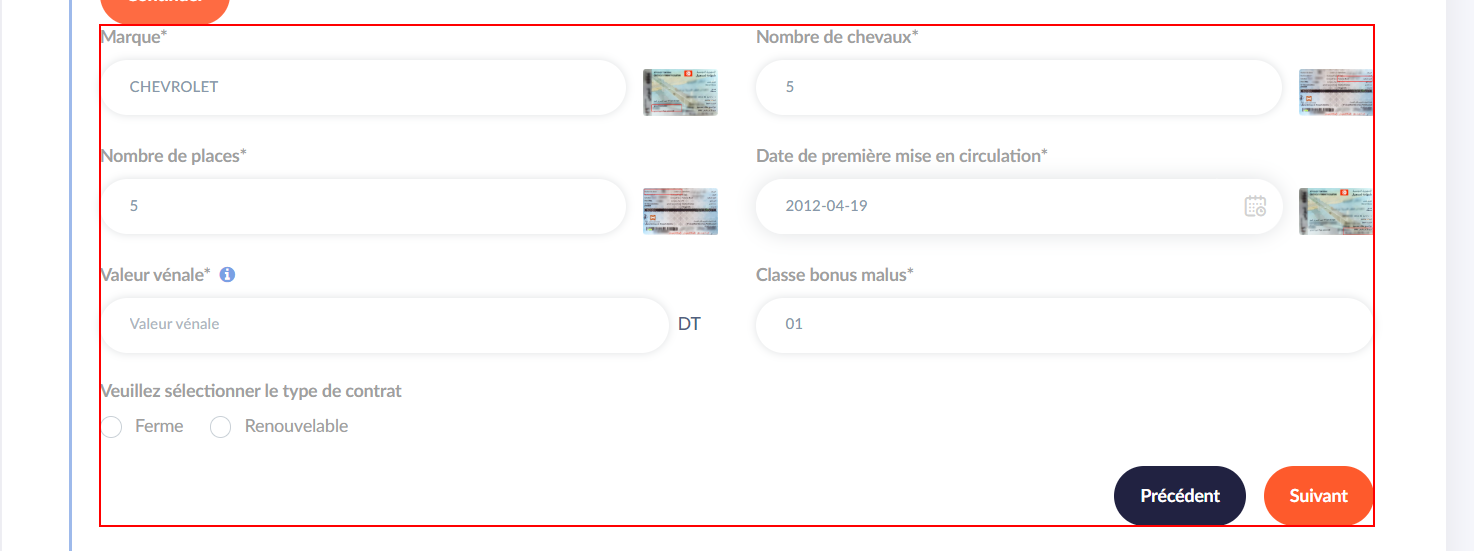 Marque*
Nombre de chevaux*
CHEVROLET
5
Nombre de places*
Date de première mise en circulation*
5
2012-04-19
Valeur vénale*
Classe bonus malus*
Valeur vénale
DT
01
Veuillez sélectionner le type de contrat
Ferme
Renouvelable
Précédent
Suivant